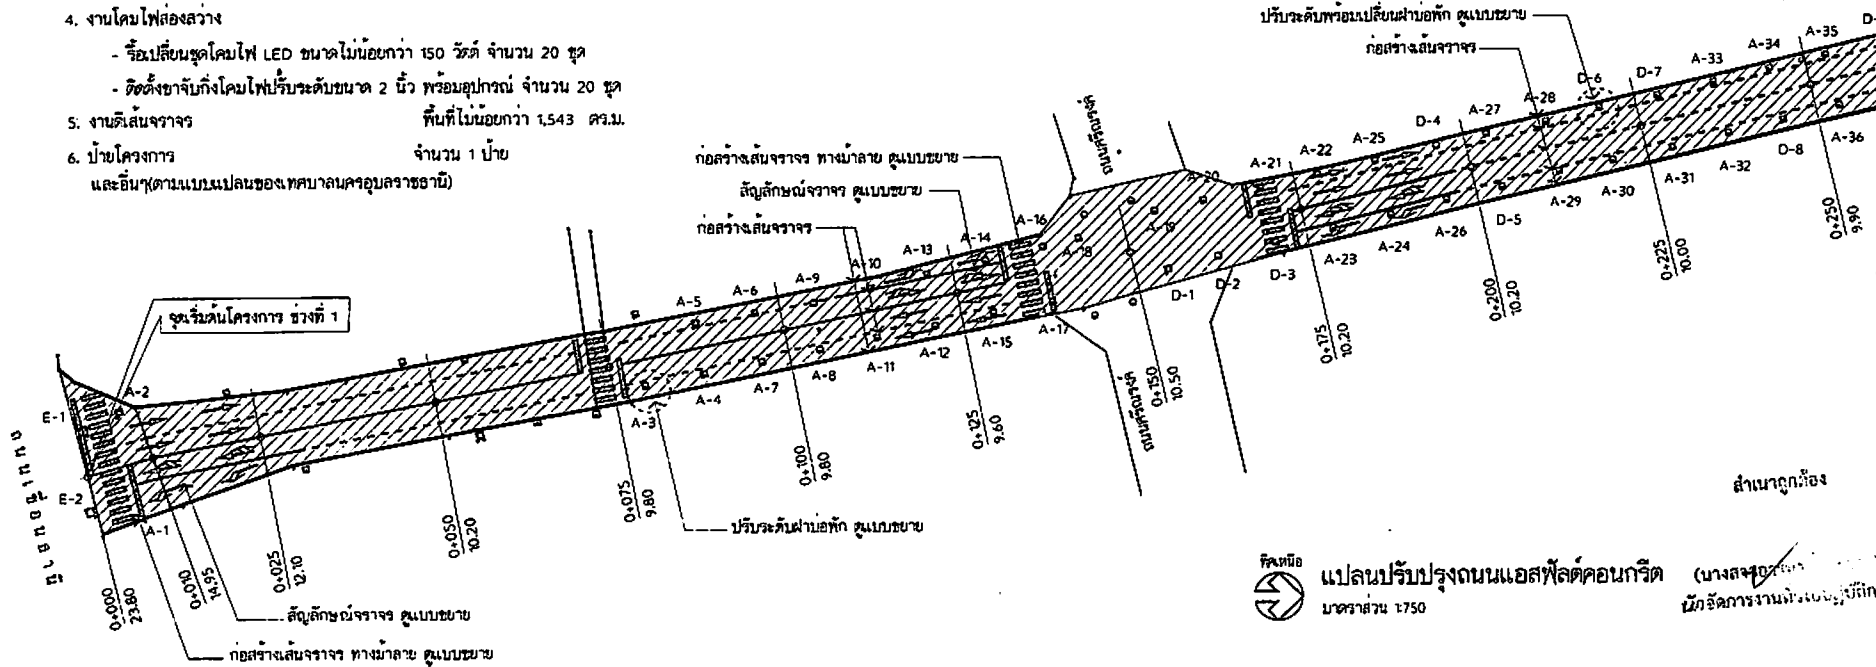 4. งานโคมไฟส่องสว่าง
- รื้อเปลี่ยนชุดโคมไฟ LED ขนาดไม่น้อยกว่า 150 วัตต์ จำนวน 20 ชุด
- ติดตั้งขาจับกิ่งโคมไฟปรับระดับขนาด 2 นิ้ว พร้อมอุปกรณ์ จำนวน 20 ชุด
5. งานตีเส้นจราจร พื้นที่ไม่น้อยกว่า 1,543 ตร.ม.
6. ป้ายโครงการ จำนวน 1 ป้าย
และอื่นๆ(ตามแบบแปลนของเทศบาลนครอุบลราชธานี)
ปรับระดับพร้อมเปลี่ยนฝาบ่อพัก ดูแบบขยาย
ก่อสร้างเส้นจราจร
ก่อสร้างเส้นจราจร ทางม้าลาย ดูแบบขยาย
สัญลักษณ์จราจร ดูแบบขยาย
ก่อสร้างเส้นจราจร
จุดเริ่มต้นโครงการ ช่วงที่ 1
ถนนเขื่อนธานี
E-1
E-2
A-1
A-2
A-3
A-4
A-5
A-6
A-7
A-8
A-9
A-10
A-11
A-12
A-13
A-14
A-15
A-16
A-17
A-18
A-19
A-20
D-1
D-2
D-3
A-21
A-22
A-23
A-24
A-25
A-26
D-4
D-5
A-27
A-28
A-29
A-30
D-6
D-7
A-31
A-32
A-33
A-34
A-35
D-8
A-36
D-
0+000
23.80
0+010
14.95
0+025
12.10
0+050
10.20
0+075
9.80
0+100
9.80
0+125
9.60
0+150
10.50
0+175
10.20
0+200
10.20
0+225
10.00
0+250
9.90
ปรับระดับฝาบ่อพัก ดูแบบขยาย
สัญลักษณ์จราจร ดูแบบขยาย
ก่อสร้างเส้นจราจร ทางม้าลาย ดูแบบขยาย
สำเนาถูกต้อง
ทิศเหนือ
แปลนปรับปรุงถนนแอสฟัลต์คอนกรีต
มาตราส่วน 1:750